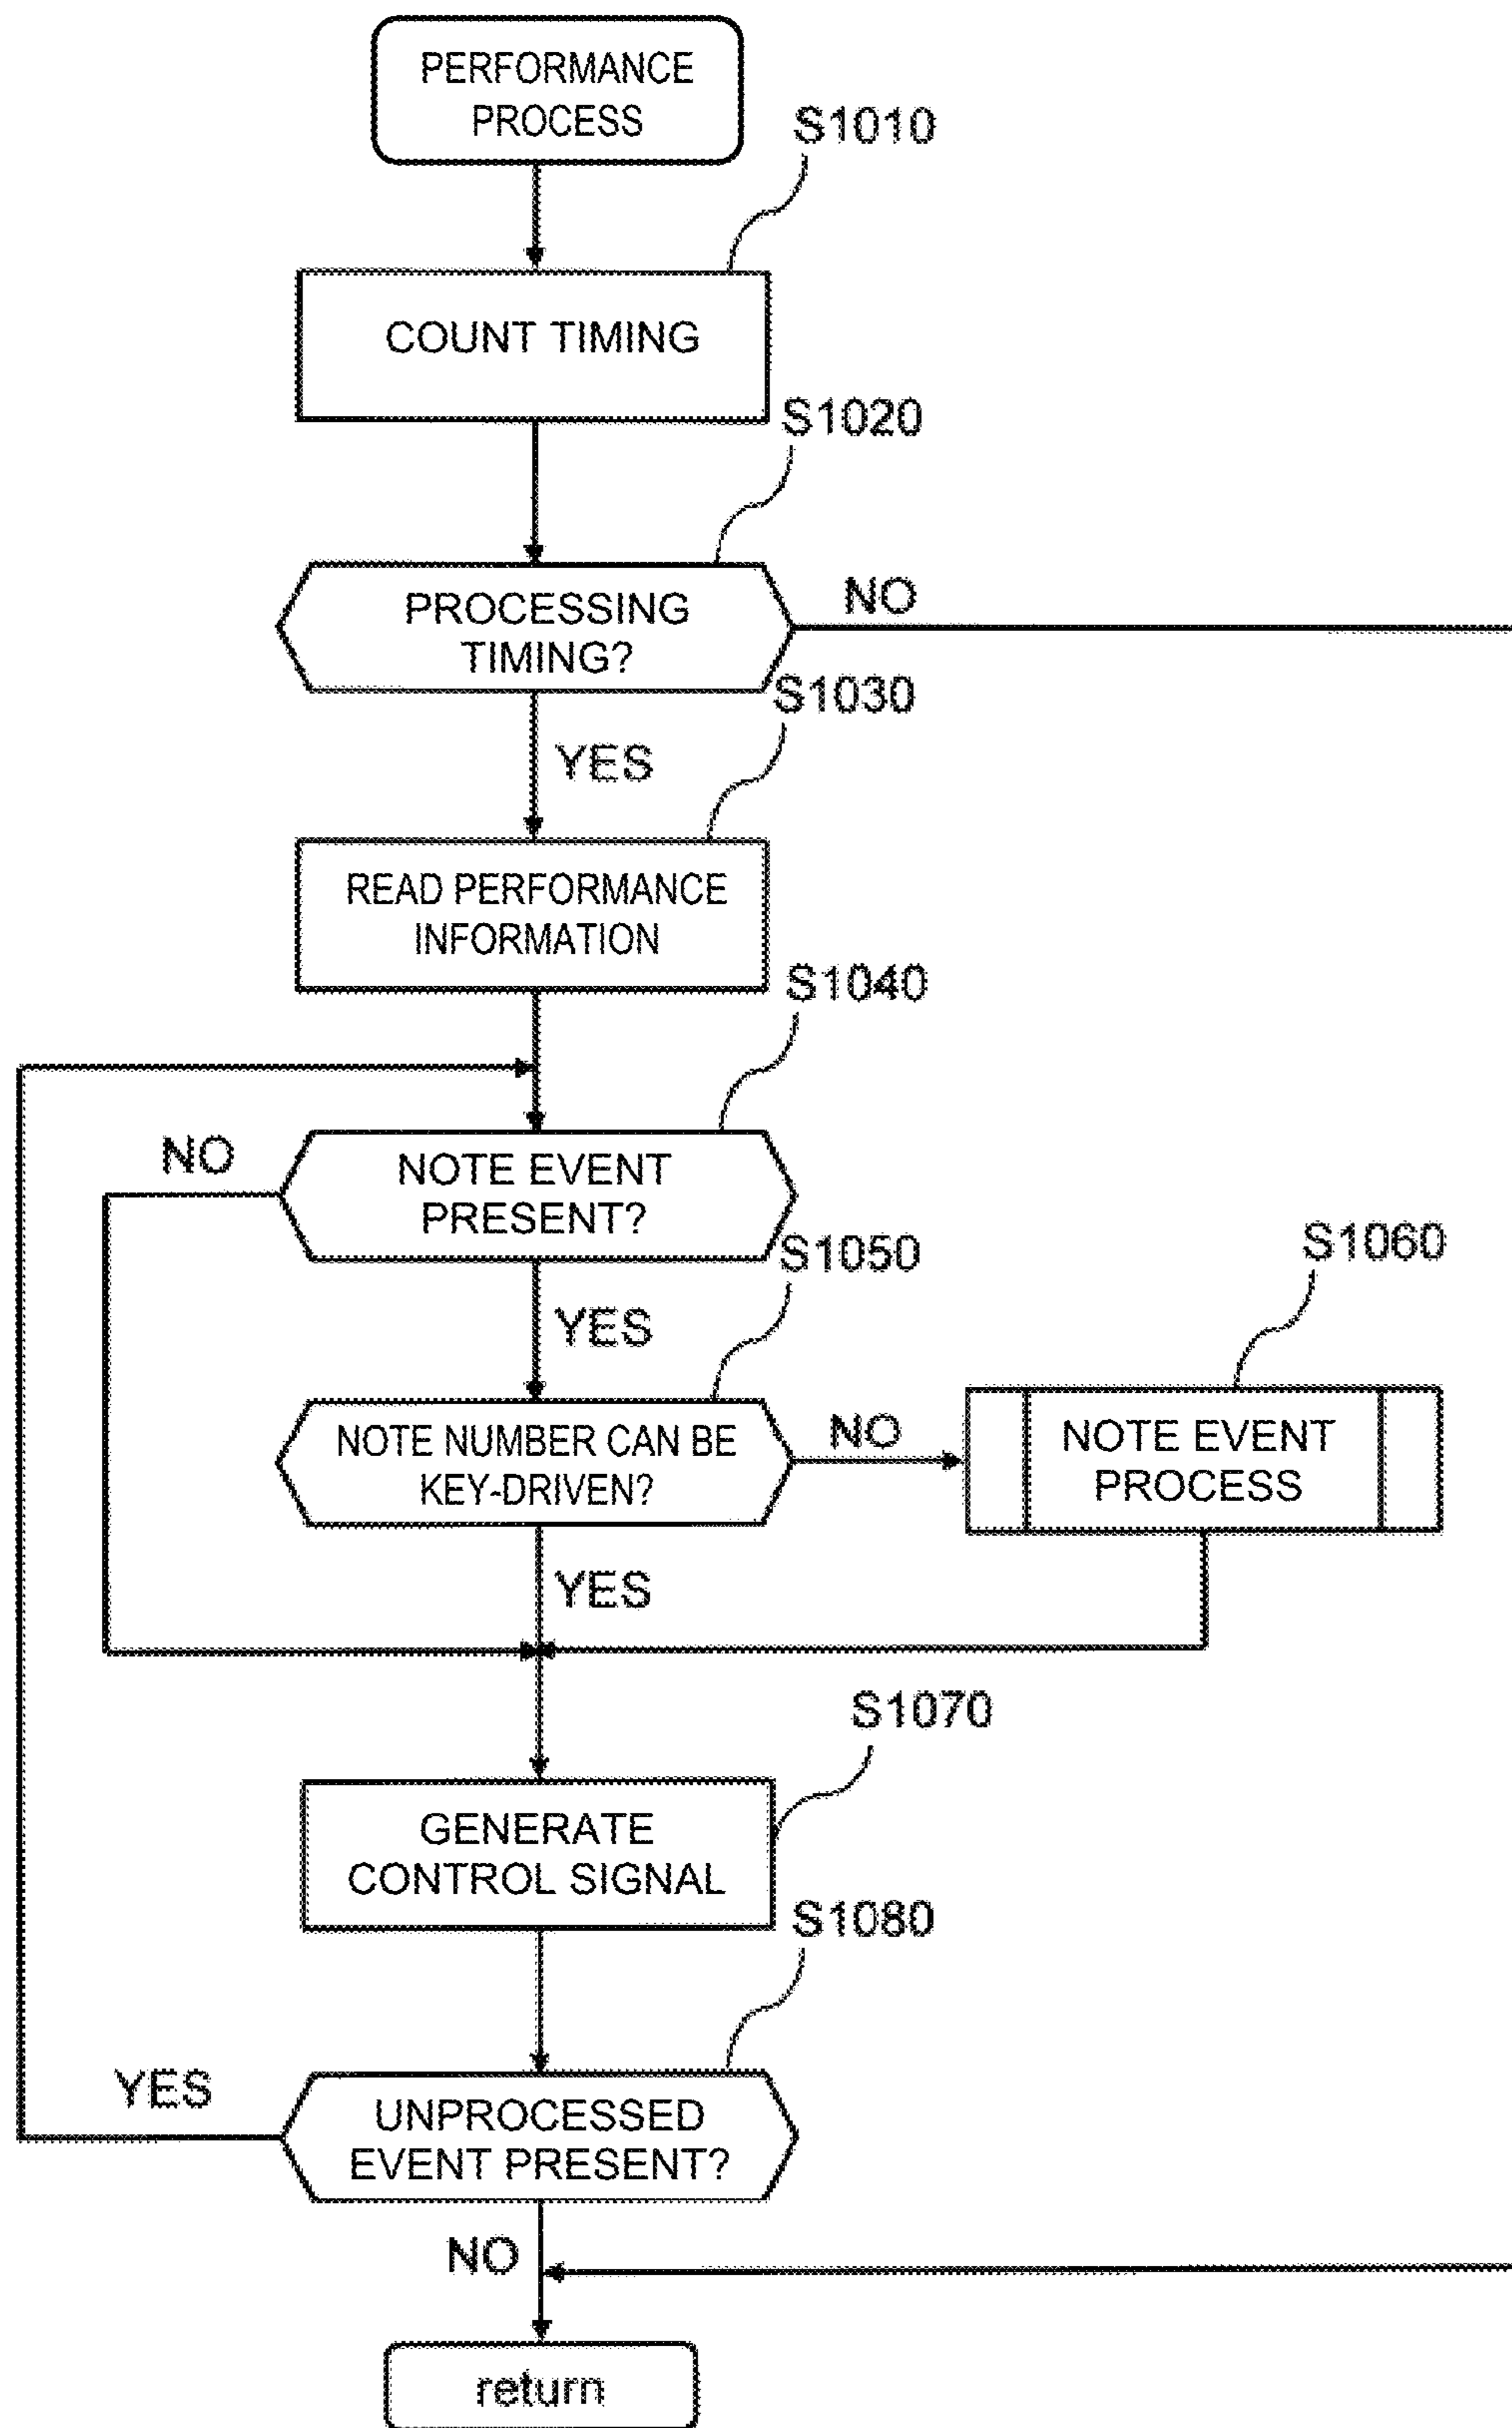 PERFORMANCE
PROCESS
S1010
COUNT TIMING
S1020
PROCESSING
TIMING?
NO
S1030
YES
READ PERFORMANCE
INFORMATION
S1040
NO
NOTE EVENT
PRESENT?
S1050
S1060
YES
NOTE NUMBER CAN BE
KEY-DRIVEN?
NO
NOTE EVENT
PROCESS
YES
S1070
GENERATE
CONTROL SIGNAL
S1080
YES
UNPROCESSED
EVENT PRESENT?
NO
return